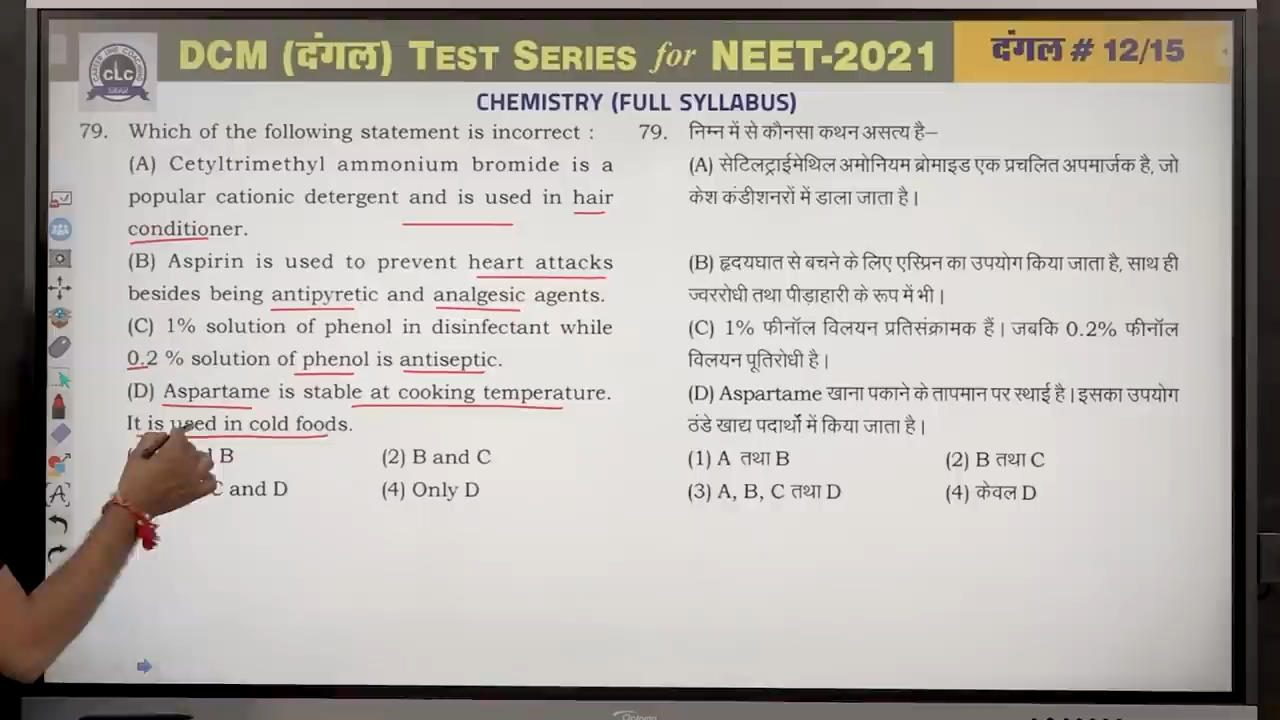 DCM (दंगल) TEST SERIES for NEET-2021
दंगल # 12/15
CLC
CHEMISTRY (FULL SYLLABUS)
79. Which of the following statement is incorrect :
(A) Cetyltrimethyl ammonium bromide is a
popular cationic detergent and is used in hair
conditioner.
(B) Aspirin is used to prevent heart attacks
besides being antipyretic and analgesic agents.
(C) 1% solution of phenol in disinfectant while
0.2 % solution of phenol is antiseptic.
(D) Aspartame is stable at cooking temperature.
It is used in cold foods.
B
(2) B and C
C and D
(4) Only D
79. निम्न में से कौनसा कथन असत्य है–
(A) सेटिलट्राईमेथिल अमोनियम ब्रोमाइड एक प्रचलित अपमार्जक है, जो
केश कंडीशनरों में डाला जाता है।
(B) हृदयघात से बचने के लिए एस्प्रिन का उपयोग किया जाता है, साथ ही
ज्वररोधी तथा पीड़ाहारी के रूप में भी।
(C) 1% फीनॉल विलयन प्रतिसंक्रामक हैं। जबकि 0.2% फीनॉल
विलयन पूतिरोधी है।
(D) Aspartame खाना पकाने के तापमान पर स्थाई है। इसका उपयोग
ठंडे खाद्य पदार्थों में किया जाता है।
(1) A तथा B
(2) B तथा C
(3) A, B, C तथा D
(4) केवल D